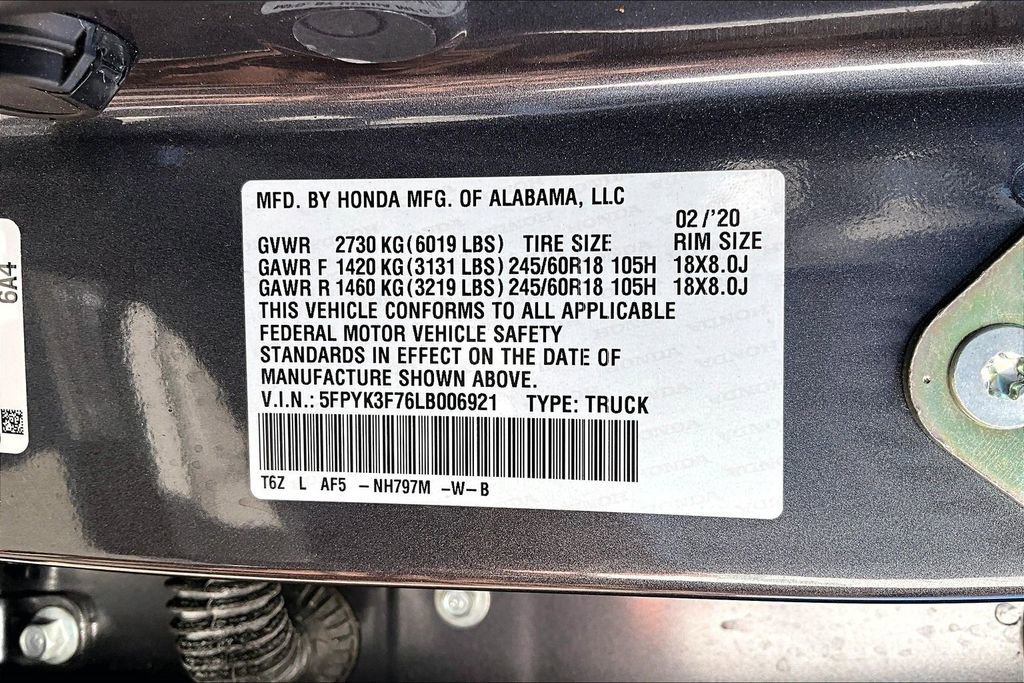 MFD. BY HONDA MFG. OF ALABAMA, LLC
02/'20
GVWR 2730 KG(6019 LBS) TIRE SIZE RIM SIZE
GAWR F 1420 KG(3131 LBS) 245/60R18 105H 18X8.0J
GAWR R 1460 KG(3219 LBS) 245/60R18 105H 18X8.0J
THIS VEHICLE CONFORMS TO ALL APPLICABLE
FEDERAL MOTOR VEHICLE SAFETY
STANDARDS IN EFFECT ON THE DATE OF
MANUFACTURE SHOWN ABOVE.
V.I.N.: 5FPYK3F76LB006921 TYPE: TRUCK
T6Z L AF5 -NH797M -W-B
6A4